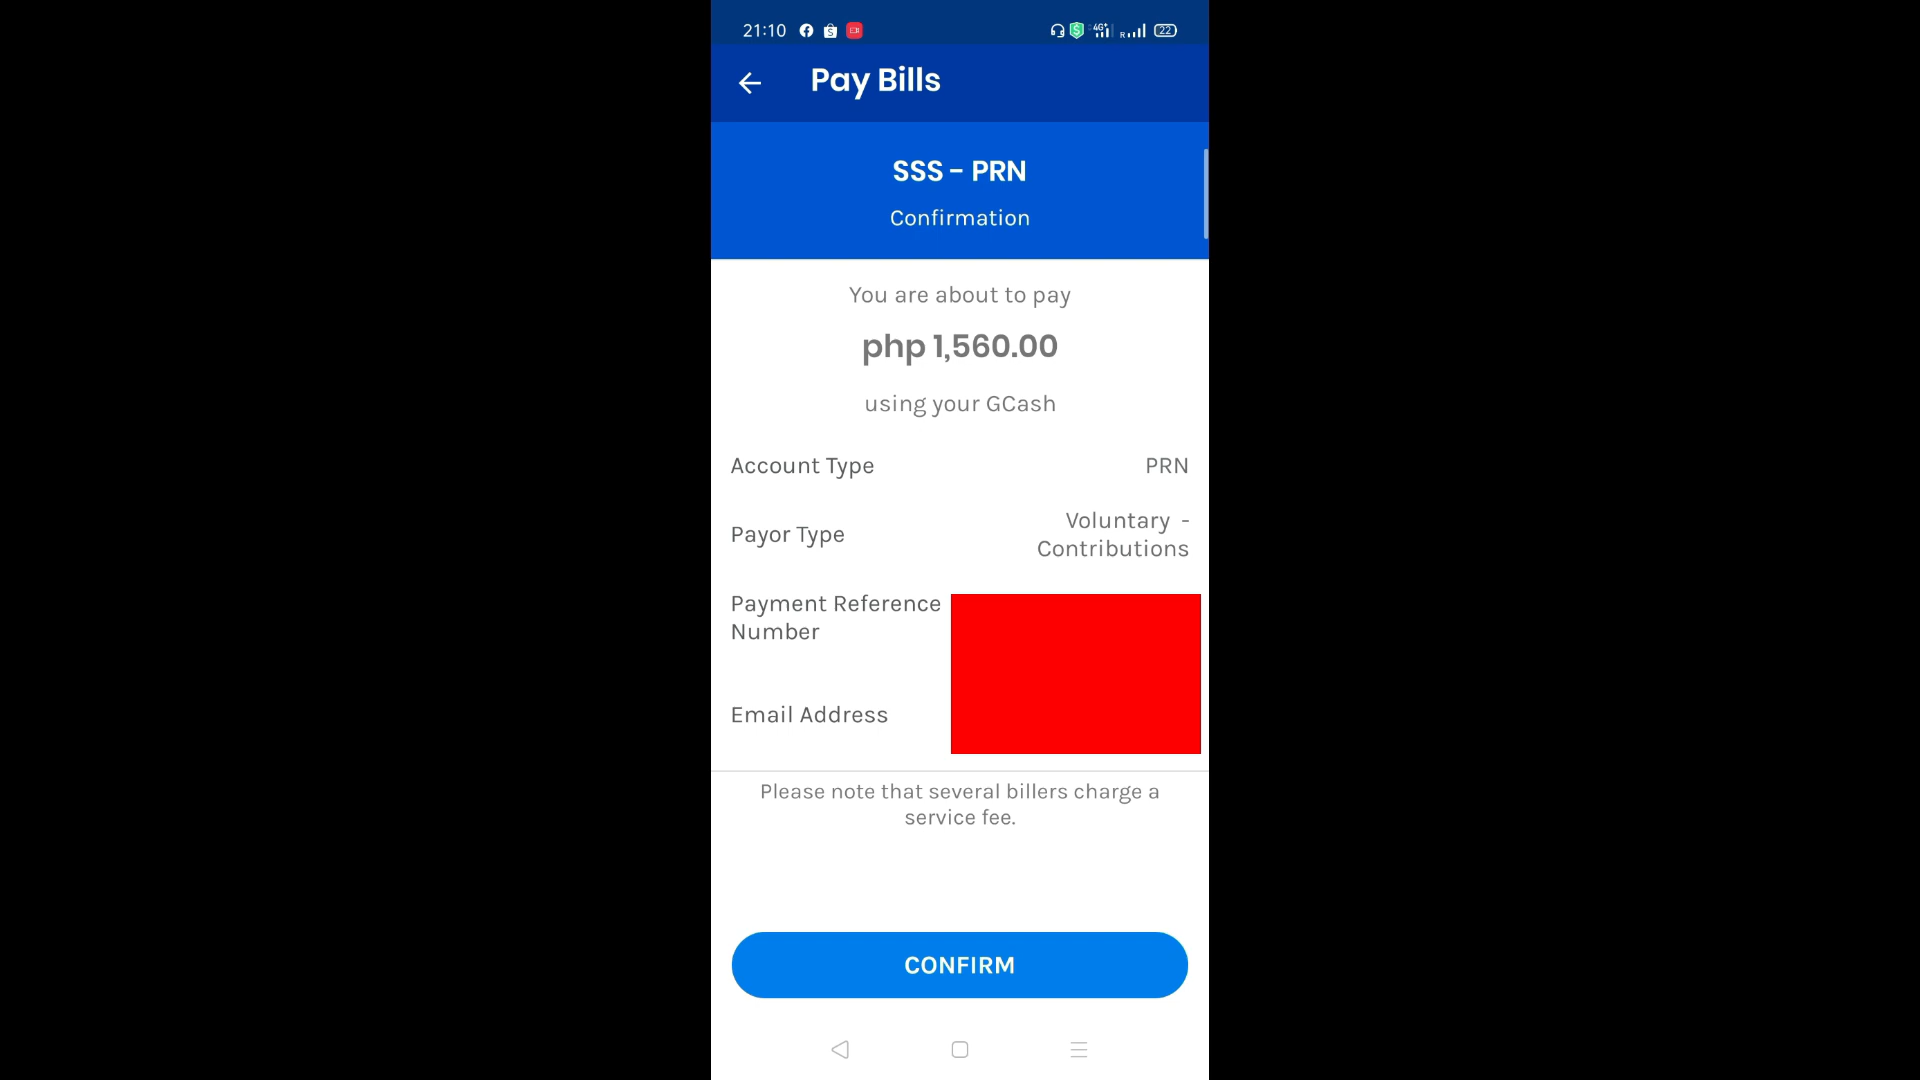 21:10 4G+ R 22
Pay Bills
SSS - PRN
Confirmation
You are about to pay
php 1,560.00
using your GCash
Account Type PRN
Payor Type Voluntary - Contributions
Payment Reference
Number
Email Address
Please note that several billers charge a
service fee.
CONFIRM